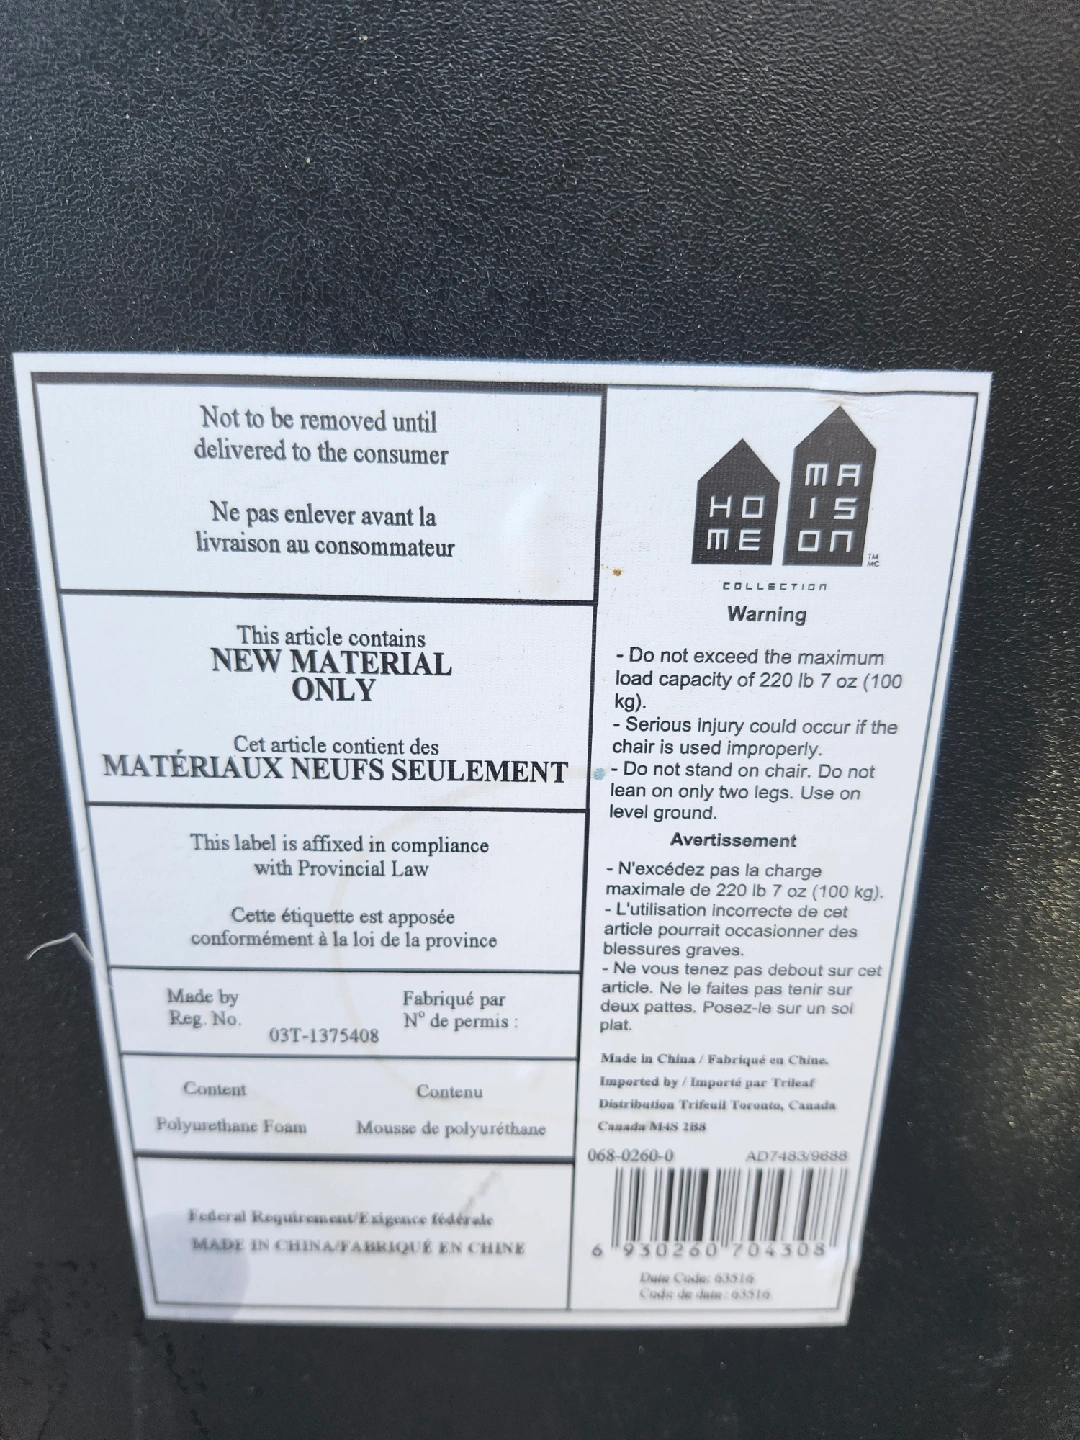 Not to be removed until
delivered to the consumer
Ne pas enlever avant la
livraison au consommateur
This article contains
NEW MATERIAL
ONLY
Cet article contient des
MATÉRIAUX NEUFS SEULEMENT
This label is affixed in compliance
with Provincial Law
Cette étiquette est apposée
conformément à la loi de la province
Made by
Reg. No.
Fabriqué par
N° de permis :
03T-1375408
Content
Contenu
Polyurethane Foam
Mousse de polyuréthane
Federal Requirement/Exigence fédérale
MADE IN CHINA/FABRIQUÉ EN CHINE
HO
ME
MA
IS
ON
TM
MC
COLLECTION
Warning
- Do not exceed the maximum
load capacity of 220 lb 7 oz (100
kg).
- Serious injury could occur if the
chair is used improperly.
- Do not stand on chair. Do not
lean on only two legs. Use on
level ground.
Avertissement
- N'excédez pas la charge
maximale de 220 lb 7 oz (100 kg).
- L'utilisation incorrecte de cet
article pourrait occasionner des
blessures graves.
- Ne vous tenez pas debout sur cet
article. Ne le faites pas tenir sur
deux pattes. Posez-le sur un sol
plat.
Made in China / Fabriqué en Chine.
Imported by / Importé par Trileaf
Distribution Trifeuil Toronto, Canada
Canada M4S 2B8
068-0260-0 AD7483/9688
6 930260 704308
Date Code: 63516
Code de date : 63516